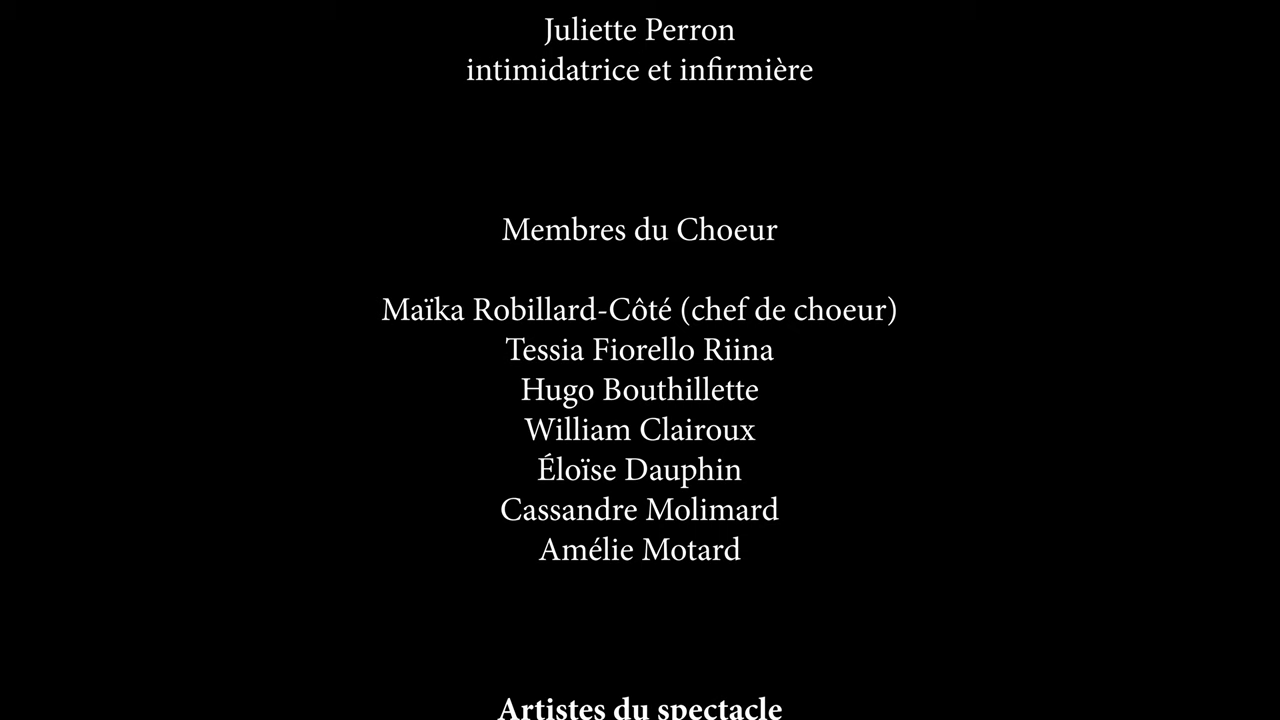 Juliette Perron
intimidatrice et infirmière
Membres du Choeur
Maïka Robillard-Côté (chef de choeur)
Tessia Fiorello Riina
Hugo Bouthillette
William Clairoux
Éloïse Dauphin
Cassandre Molimard
Amélie Motard
Artistes du spectacle